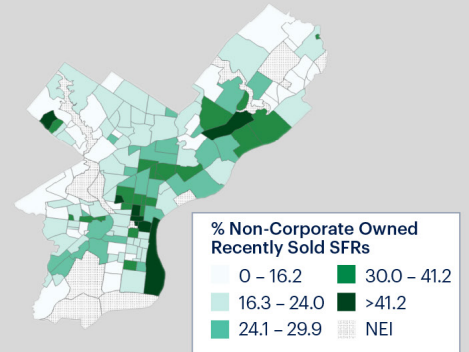 % Non-Corporate Owned
Recently Sold SFRs
0 – 16.2
16.3 – 24.0
24.1 – 29.9
30.0 – 41.2
>41.2
NEI